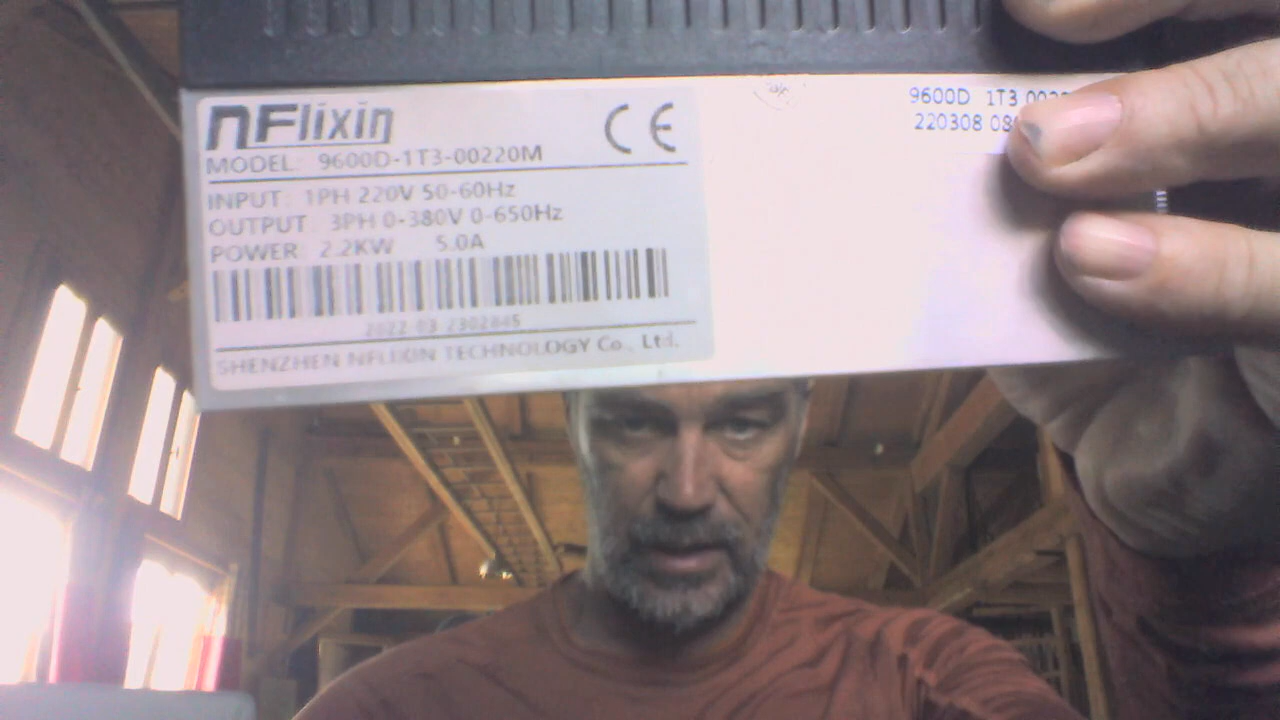 nFlixin
CE
MODEL: 9600D-1T3-00220M
INPUT: 1PH 220V 50-60Hz
OUTPUT 3PH 0-380V 0-650Hz
POWER 2.2KW 5.0A
2022 03 2302845
SHENZHEN NFLIXIN TECHNOLOGY Co., Ltd.
9600D 1T3
220308